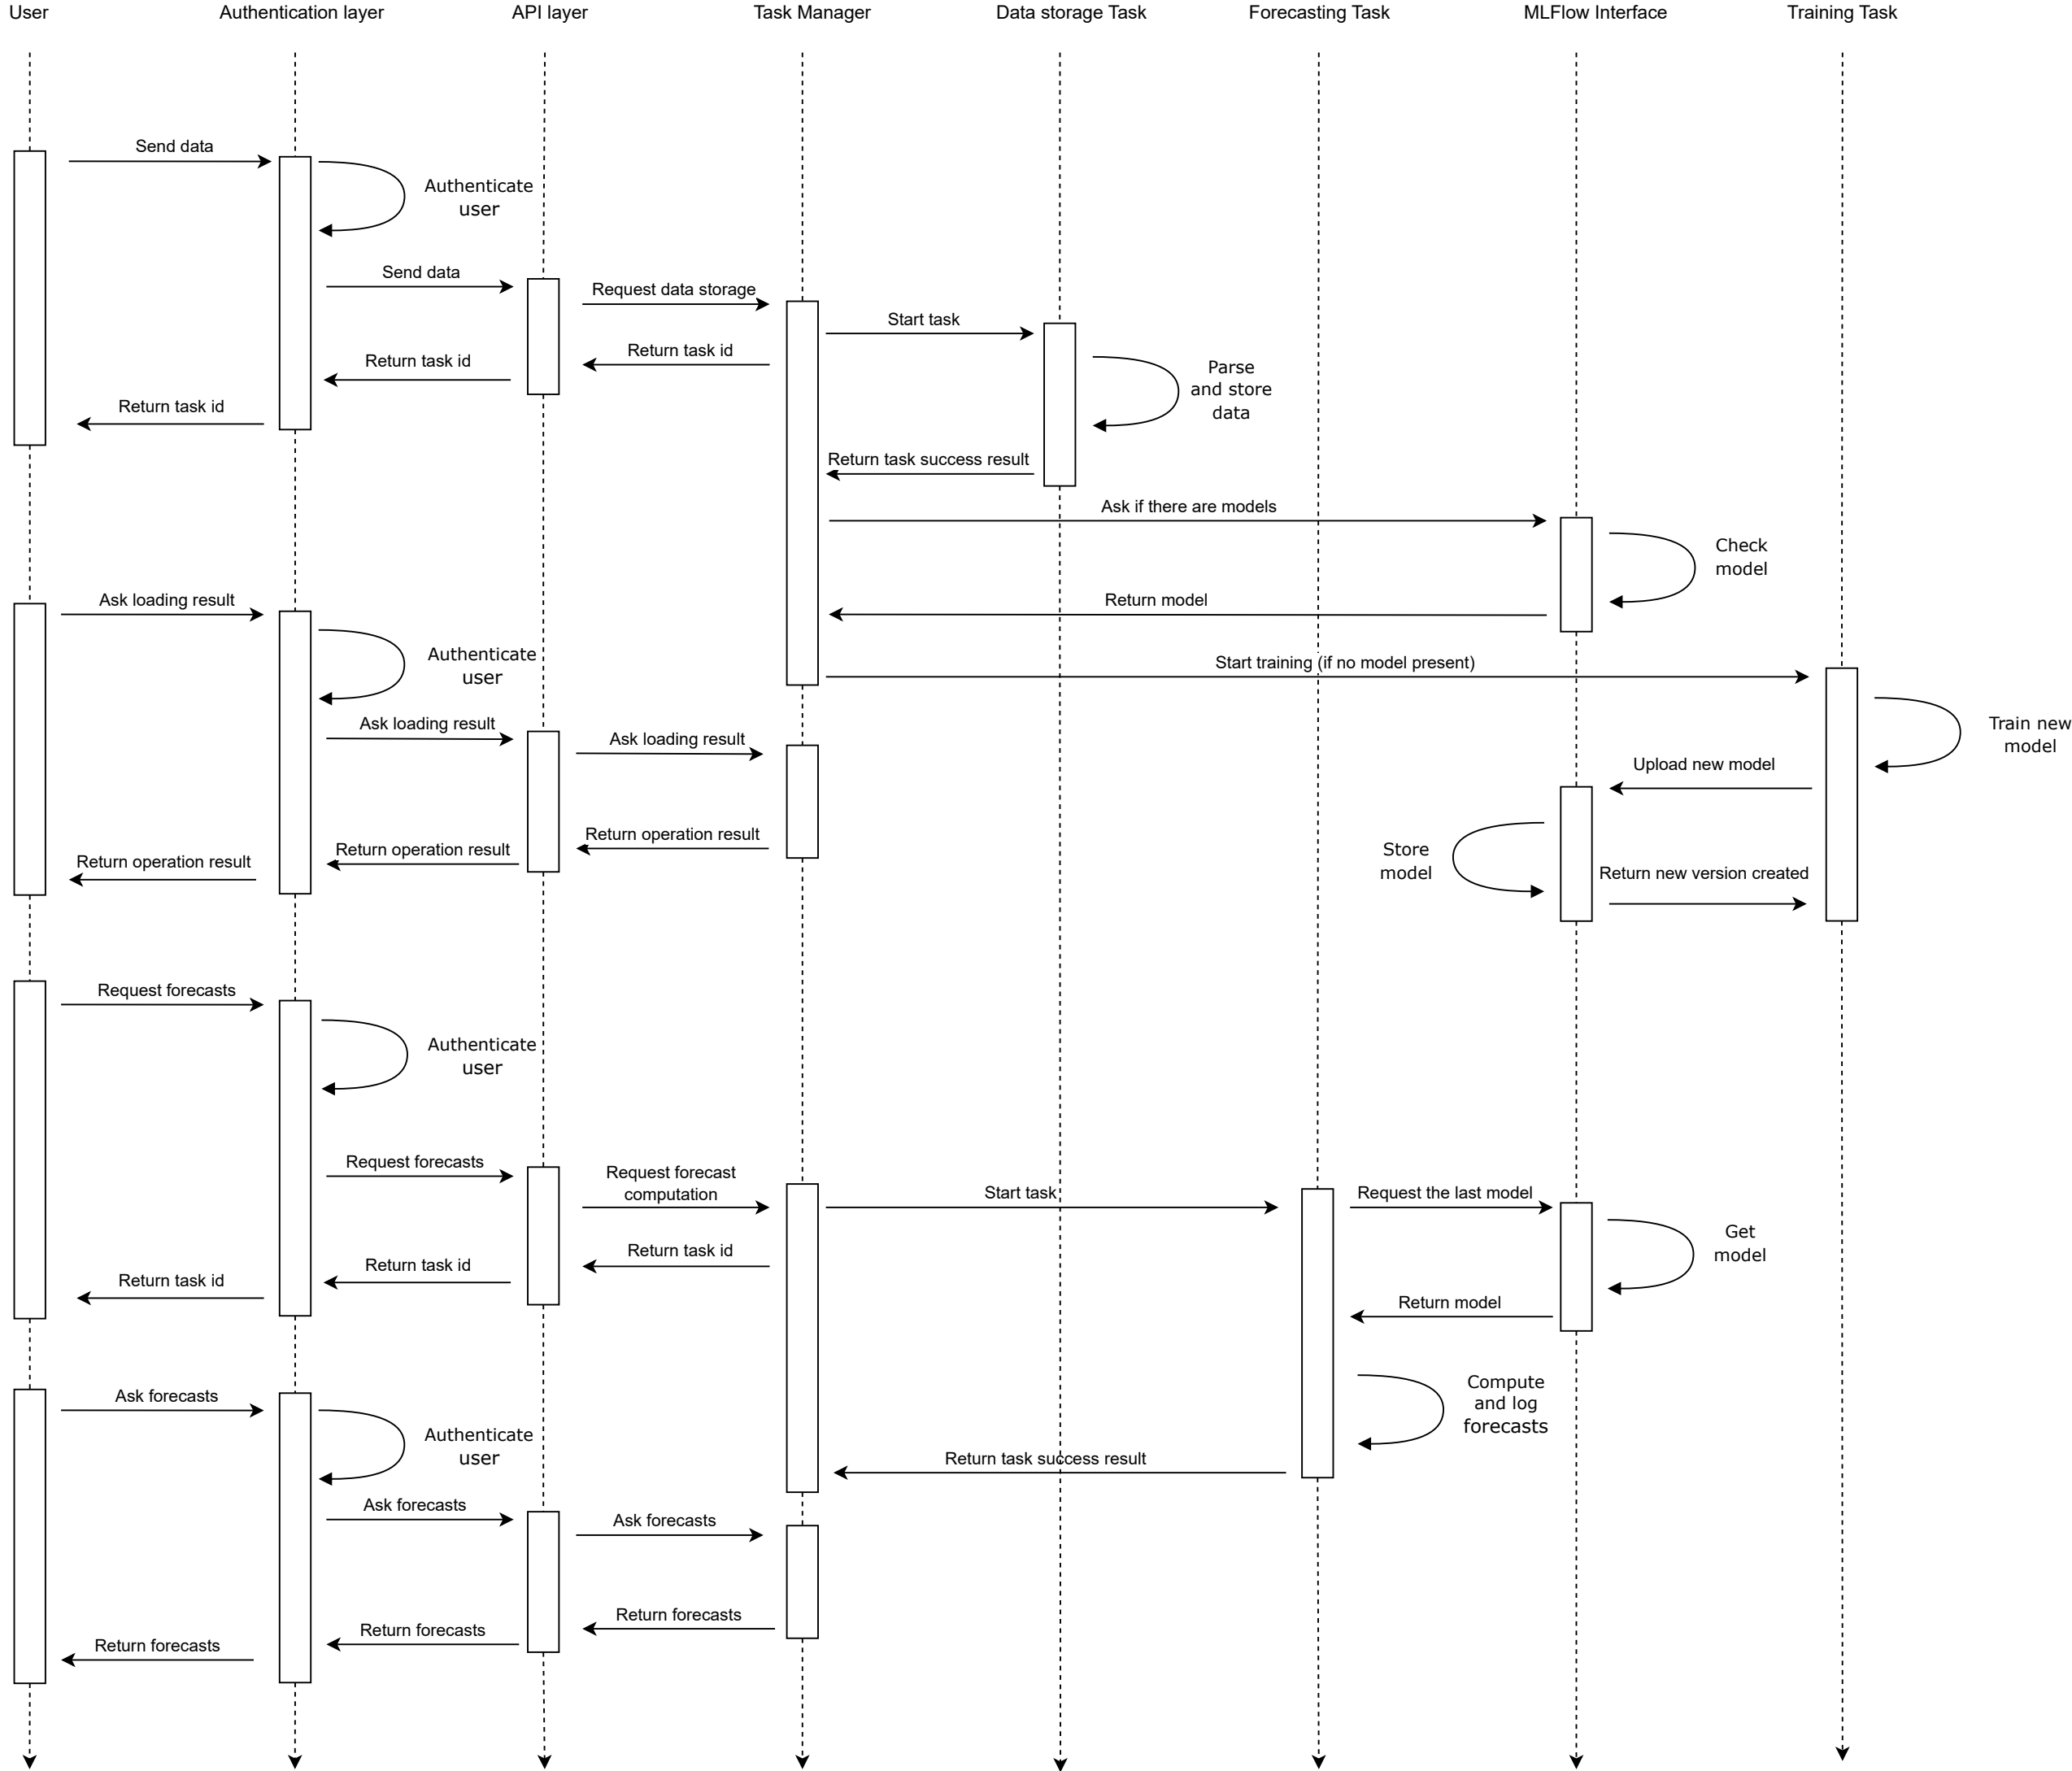 User
Authentication layer
API layer
Task Manager
Data storage Task
Forecasting Task
MLFlow Interface
Training Task
Send data
Authenticate
user
Send data
Request data storage
Start task
Return task id
Return task id
Parse
and store
data
Return task id
Return task success result
Ask if there are models
Check
model
Ask loading result
Return model
Authenticate
user
Start training (if no model present)
Ask loading result
Ask loading result
Train new
model
Upload new model
Return operation result
Return operation result
Return operation result
Store
model
Return new version created
Request forecasts
Authenticate
user
Request forecasts
Request forecast
computation
Start task
Request the last model
Get
model
Return task id
Return task id
Return task id
Return model
Ask forecasts
Compute
and log
forecasts
Authenticate
user
Return task success result
Ask forecasts
Ask forecasts
Return forecasts
Return forecasts
Return forecasts